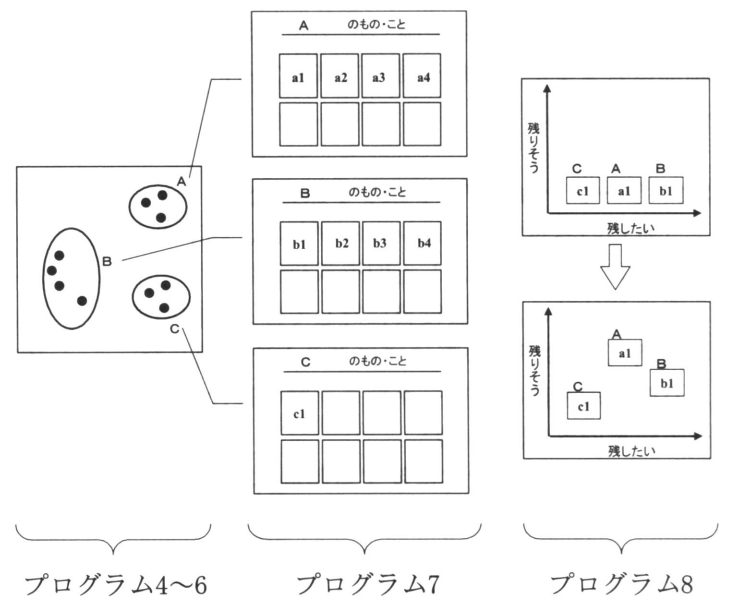 A
B
C
A のもの・こと
a1 a2 a3 a4
B のもの・こと
b1 b2 b3 b4
C のもの・こと
c1
残りそう
C A B
c1 a1 b1
残したい
残りそう
A
a1
B
b1
C
c1
残したい
プログラム4〜6
プログラム7
プログラム8